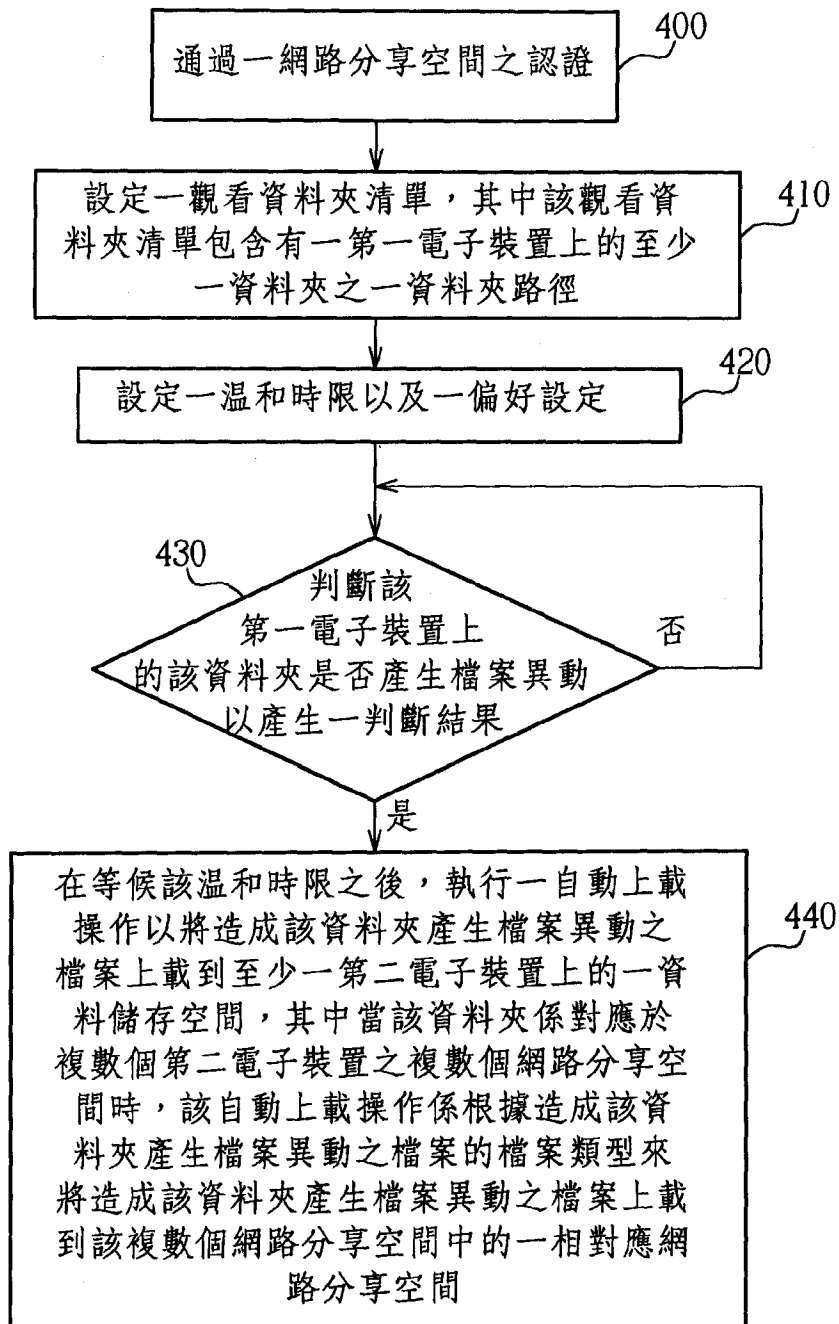 通過一網路分享空間之認證
400
設定一觀看資料夾清單，其中該觀看資
料夾清單包含有一第一電子裝置上的至少
一資料夾之一資料夾路徑
410
設定一温和時限以及一偏好設定
420
430
判斷該
第一電子裝置上
的該資料夾是否產生檔案異動
以產生一判斷結果
否
是
在等候該温和時限之後，執行一自動上載
操作以將造成該資料夾產生檔案異動之
檔案上載到至少一第二電子裝置上的一資
料儲存空間，其中當該資料夾係對應於
複數個第二電子裝置之複數個網路分享空
間時，該自動上載操作係根據造成該資
料夾產生檔案異動之檔案的檔案類型來
將造成該資料夾產生檔案異動之檔案上載
到該複數個網路分享空間中的一相對應網
路分享空間
440